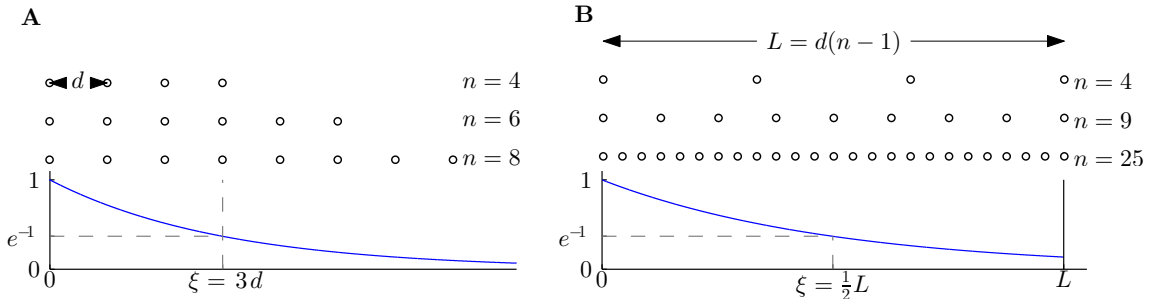 A
d
n = 4
n = 6
n = 8
1
e⁻¹
0
0
ξ = 3d
B
L = d(n − 1)
n = 4
n = 9
n = 25
1
e⁻¹
0
0
ξ = ½L
L